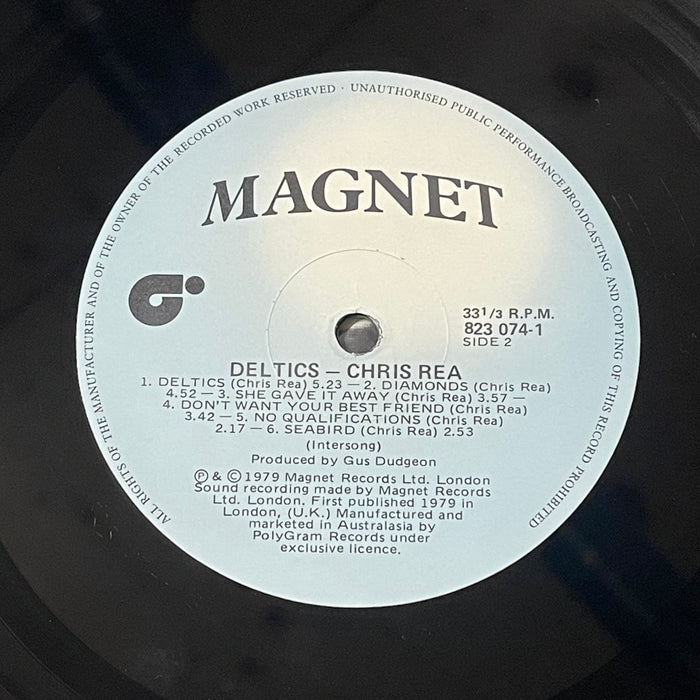 ALL RIGHTS OF THE MANUFACTURER AND OF THE OWNER OF THE RECORDED WORK RESERVED · UNAUTHORISED PUBLIC PERFORMANCE BROADCASTING AND COPYING OF THIS RECORD PROHIBITED
MAGNET
33 1/3 R.P.M.
823 074-1
SIDE 2
DELTICS — CHRIS REA
1. DELTICS (Chris Rea) 5.23 — 2. DIAMONDS (Chris Rea)
4.52 — 3. SHE GAVE IT AWAY (Chris Rea) 3.57 —
4. DON'T WANT YOUR BEST FRIEND (Chris Rea)
3.42 — 5. NO QUALIFICATIONS (Chris Rea)
2.17 — 6. SEABIRD (Chris Rea) 2.53
(Intersong)
Produced by Gus Dudgeon
Ⓟ & © 1979 Magnet Records Ltd. London
Sound recording made by Magnet Records
Ltd. London. First published 1979 in
London, (U.K.) Manufactured and
marketed in Australasia by
PolyGram Records under
exclusive licence.